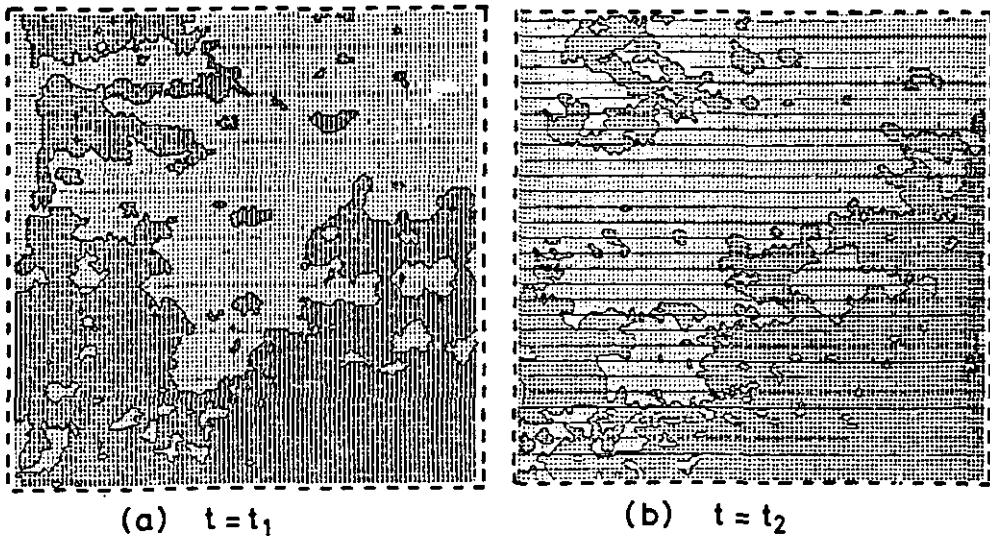 (a) t = t₁
(b) t = t₂